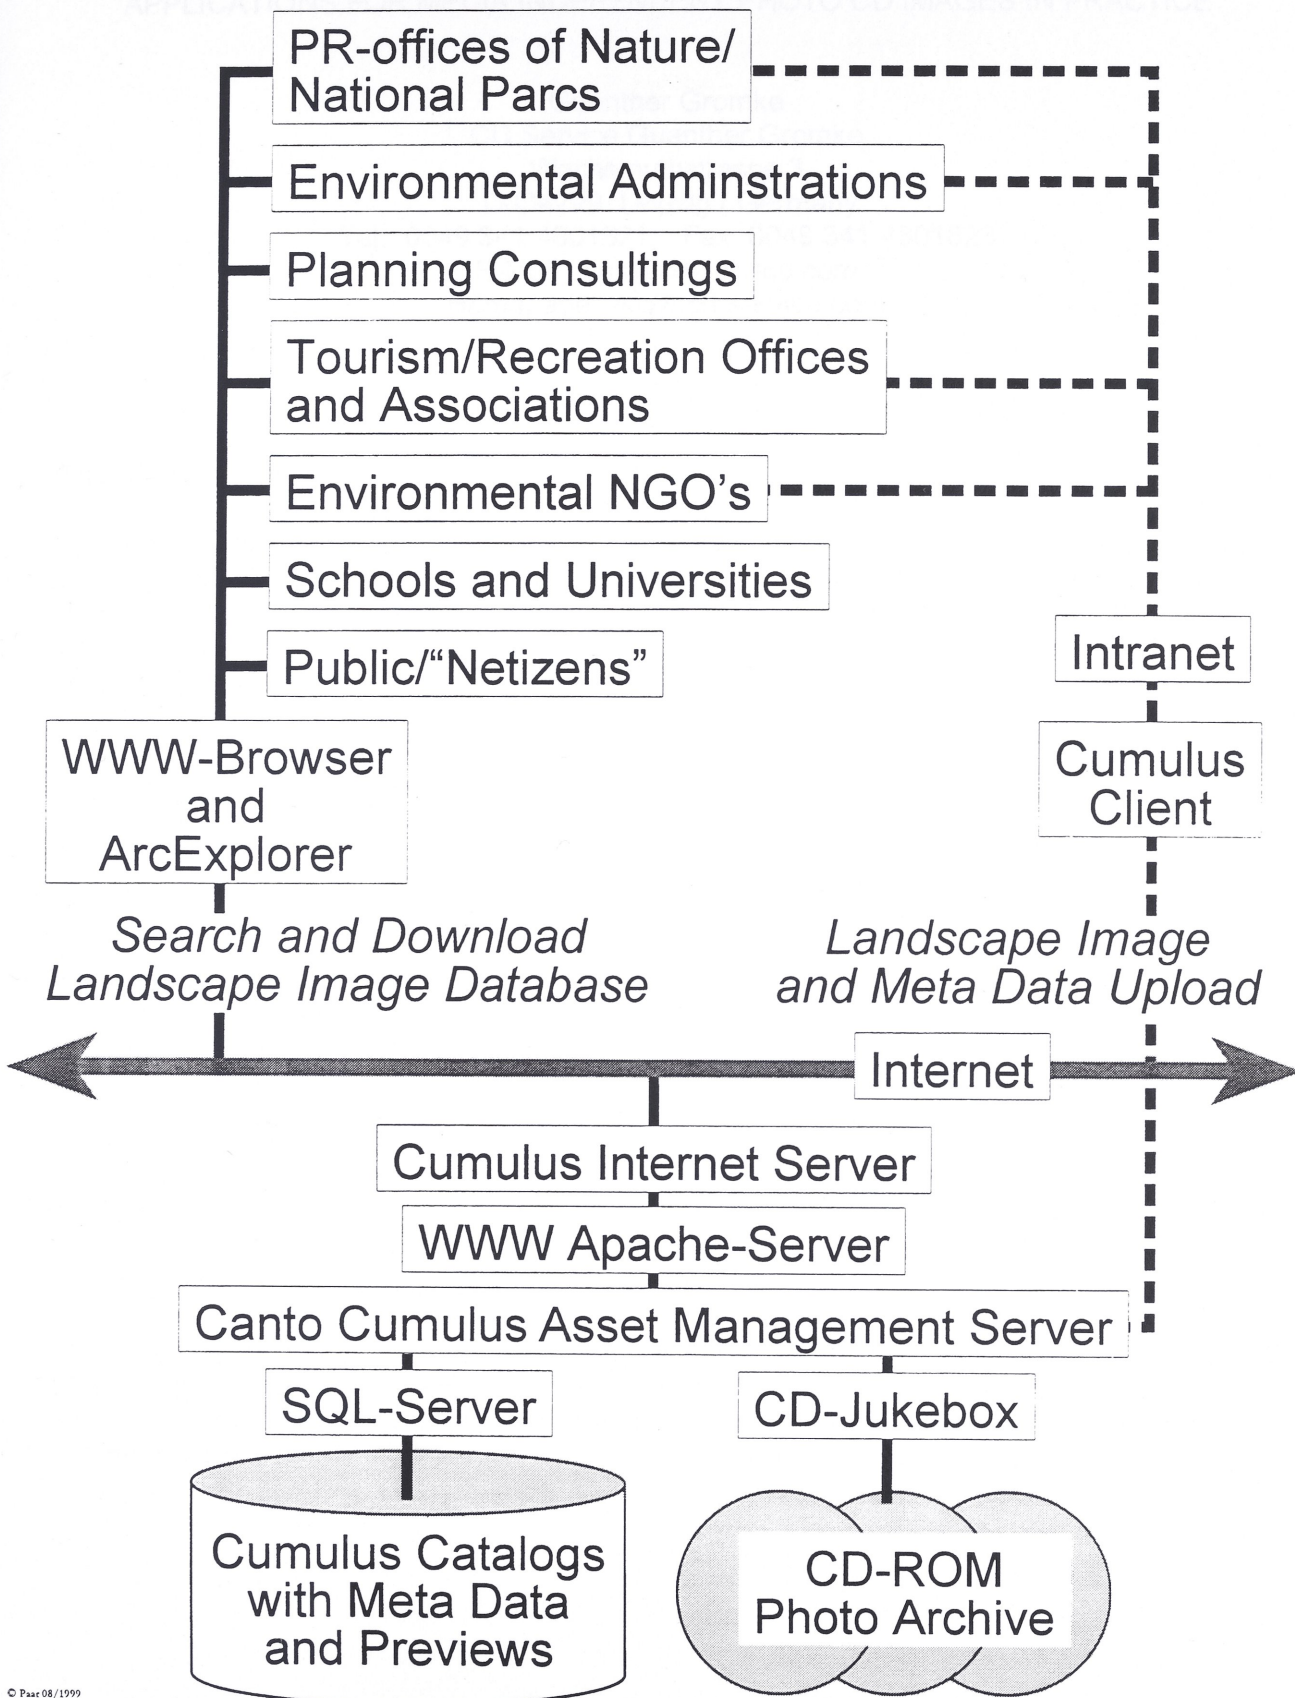 PR-offices of Nature/
National Parcs
Environmental Adminstrations
Planning Consultings
Tourism/Recreation Offices
and Associations
Environmental NGO's
Schools and Universities
Public/“Netizens”
Intranet
WWW-Browser
and
ArcExplorer
Cumulus
Client
Search and Download
Landscape Image Database
Landscape Image
and Meta Data Upload
Internet
Cumulus Internet Server
WWW Apache-Server
Canto Cumulus Asset Management Server
SQL-Server
CD-Jukebox
Cumulus Catalogs
with Meta Data
and Previews
CD-ROM
Photo Archive
© Paar 08/1999